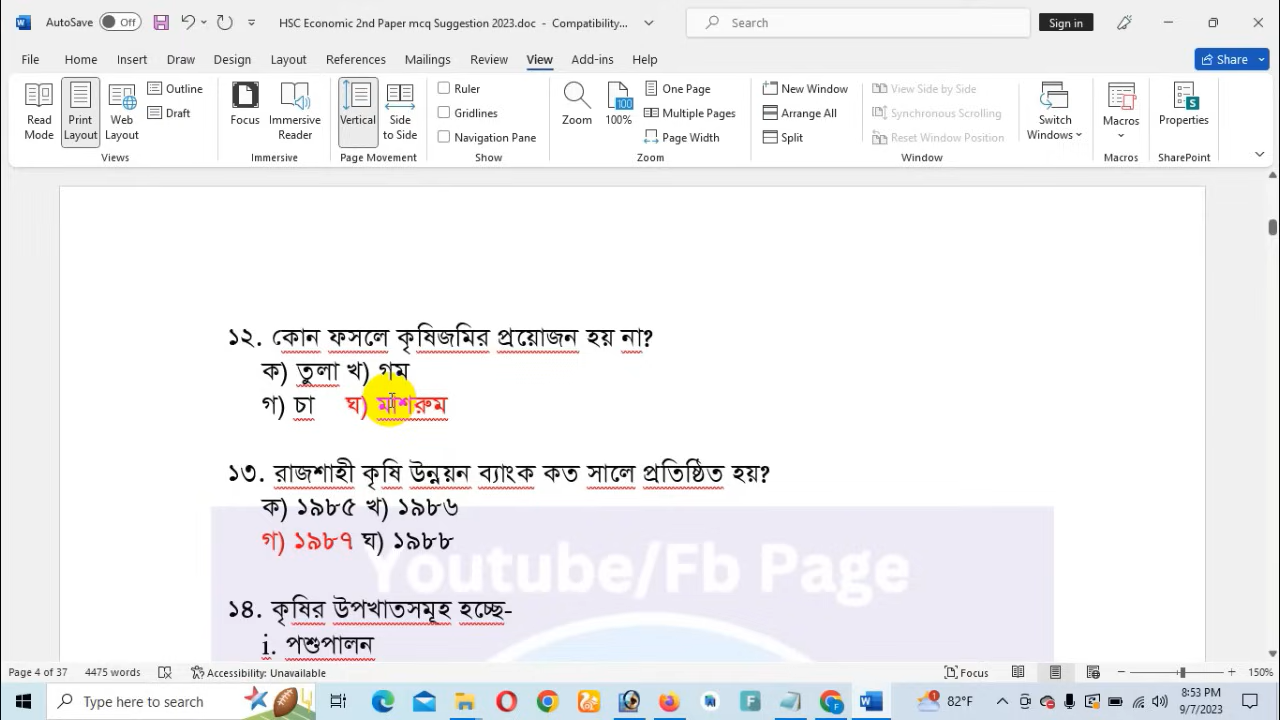 AutoSave Off HSC Economic 2nd Paper mcq Suggestion 2023.doc - Compatibility... Search Sign in
File Home Insert Draw Design Layout References Mailings Review View Add-ins Help Share
Read Mode Print Layout Web Layout Outline Draft Focus Immersive Reader Vertical Side to Side Ruler Gridlines Navigation Pane Zoom 100% One Page Multiple Pages Page Width New Window Arrange All Split View Side by Side Synchronous Scrolling Reset Window Position Switch Windows Macros Properties
Views Immersive Page Movement Show Zoom Window Macros SharePoint
১২. কোন ফসলে কৃষিজমির প্রয়োজন হয় না?
ক) তুলা খ) গম
গ) চা ঘ) মাশরুম
১৩. রাজশাহী কৃষি উন্নয়ন ব্যাংক কত সালে প্রতিষ্ঠিত হয়?
ক) ১৯৮৫ খ) ১৯৮৬
গ) ১৯৮৭ ঘ) ১৯৮৮
Youtube/Fb Page
১৪. কৃষির উপখাতসমূহ হচ্ছে-
i. পশুপালন
Page 4 of 37 4475 words Accessibility: Unavailable Focus 150%
Type here to search 82°F 8:53 PM
9/7/2023